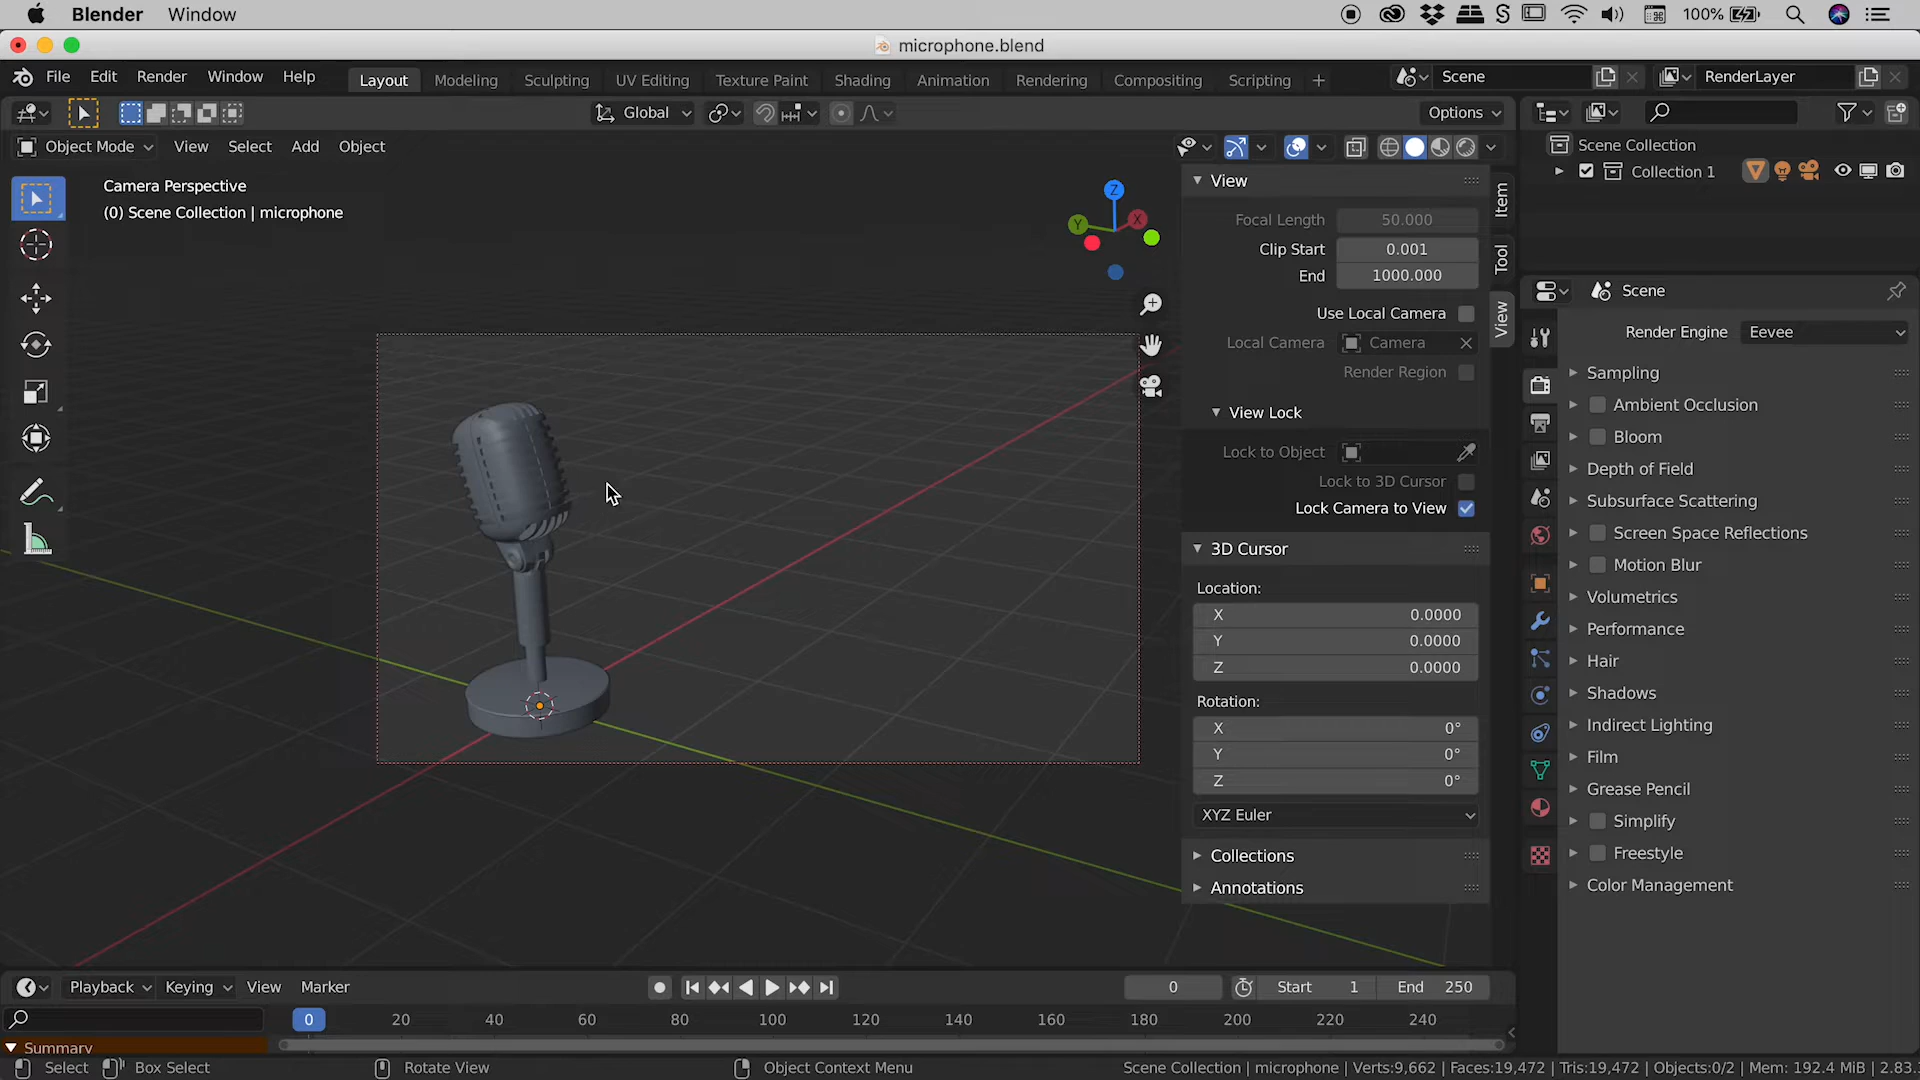 Blender Window 100%
microphone.blend
File Edit Render Window Help Layout Modeling Sculpting UV Editing Texture Paint Shading Animation Rendering Compositing Scripting + Scene RenderLayer
Global Options
Object Mode View Select Add Object
Camera Perspective
(0) Scene Collection | microphone
Z
Y
X
View
Focal Length 50.000
Clip Start 0.001
End 1000.000
Use Local Camera
Local Camera Camera
Render Region
View Lock
Lock to Object
Lock to 3D Cursor
Lock Camera to View
3D Cursor
Location:
X 0.0000
Y 0.0000
Z 0.0000
Rotation:
X 0°
Y 0°
Z 0°
XYZ Euler
Collections
Annotations
Item
Tool
View
Scene Collection
Collection 1
Scene
Render Engine Eevee
Sampling
Ambient Occlusion
Bloom
Depth of Field
Subsurface Scattering
Screen Space Reflections
Motion Blur
Volumetrics
Performance
Hair
Shadows
Indirect Lighting
Film
Grease Pencil
Simplify
Freestyle
Color Management
Playback Keying View Marker 0 Start 1 End 250
0 20 40 60 80 100 120 140 160 180 200 220 240
Summary
Select Box Select Rotate View Object Context Menu Scene Collection | microphone | Verts:9,662 | Faces:19,472 | Tris:19,472 | Objects:0/2 | Mem: 192.4 MiB | 2.83.